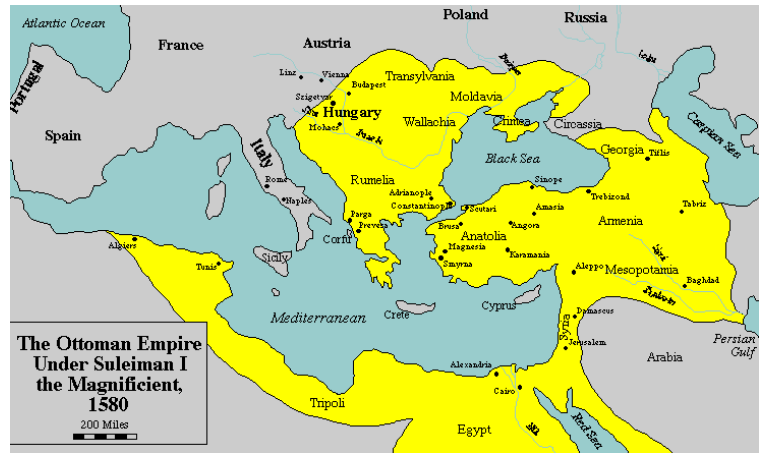 Atlantic Ocean
Poland
Russia
France
Austria
Linz
Vienna
Transylvania
Budapest
Szigetvar
Hungary
Moldavia
Portugal
Mohacs
Wallachia
Crimea
Circassia
Caspian Sea
Spain
Italy
Georgia
Tiflis
Black Sea
Rome
Rumelia
Sinope
Adrianople
Constantinople
Scutari
Trebizond
Naples
Amasia
Tabriz
Parga
Preveza
Brusa
Angora
Armenia
Anatolia
Corfu
Algiers
Magnesia
Karamania
Smyrna
Sicily
Tunis
Aleppo
Mesopotamia
Baghdad
Crete
Cyprus
Mediterranean
Syria
Damascus
Persian
Gulf
Jerusalem
Arabia
The Ottoman Empire
Under Suleiman I
the Magnificient,
1580
200 Miles
Alexandria
Cairo
Tripoli
Egypt
Red Sea